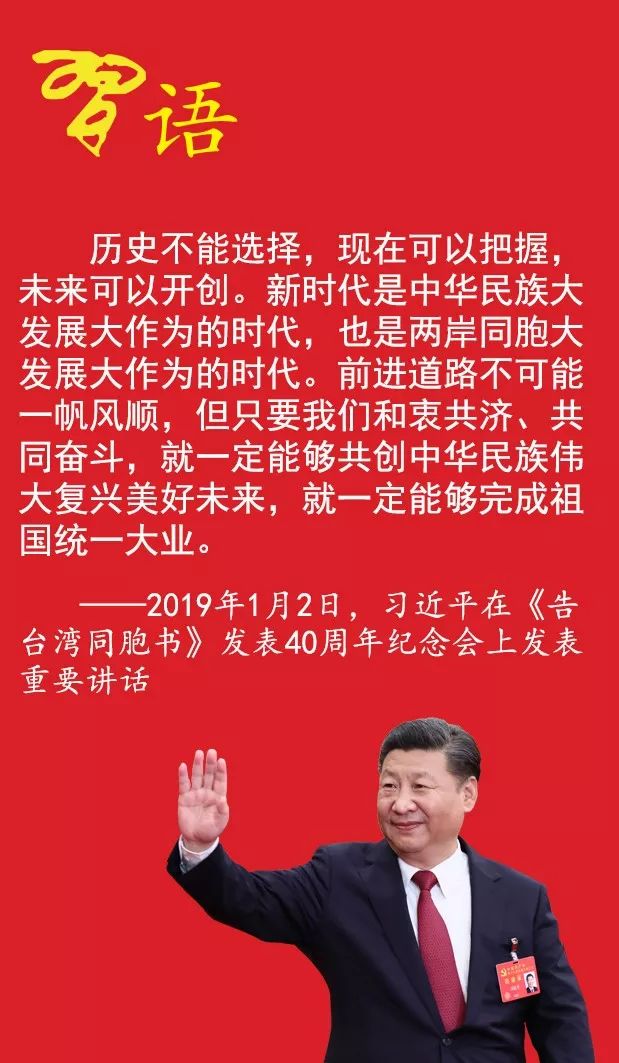 習语
历史不能选择，现在可以把握，
未来可以开创。新时代是中华民族大
发展大作为的时代，也是两岸同胞大
发展大作为的时代。前进道路不可能
一帆风顺，但只要我们和衷共济、共
同奋斗，就一定能够共创中华民族伟
大复兴美好未来，就一定能够完成祖
国统一大业。
——2019年1月2日，习近平在《告
台湾同胞书》发表40周年纪念会上发表
重要讲话